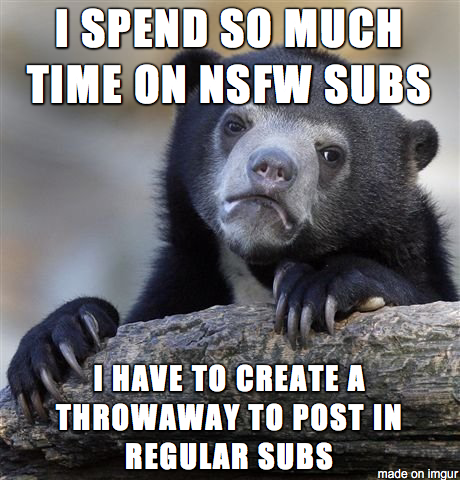 I SPEND SO MUCH
TIME ON NSFW SUBS
I HAVE TO CREATE A
THROWAWAY TO POST IN
REGULAR SUBS
made on imgur